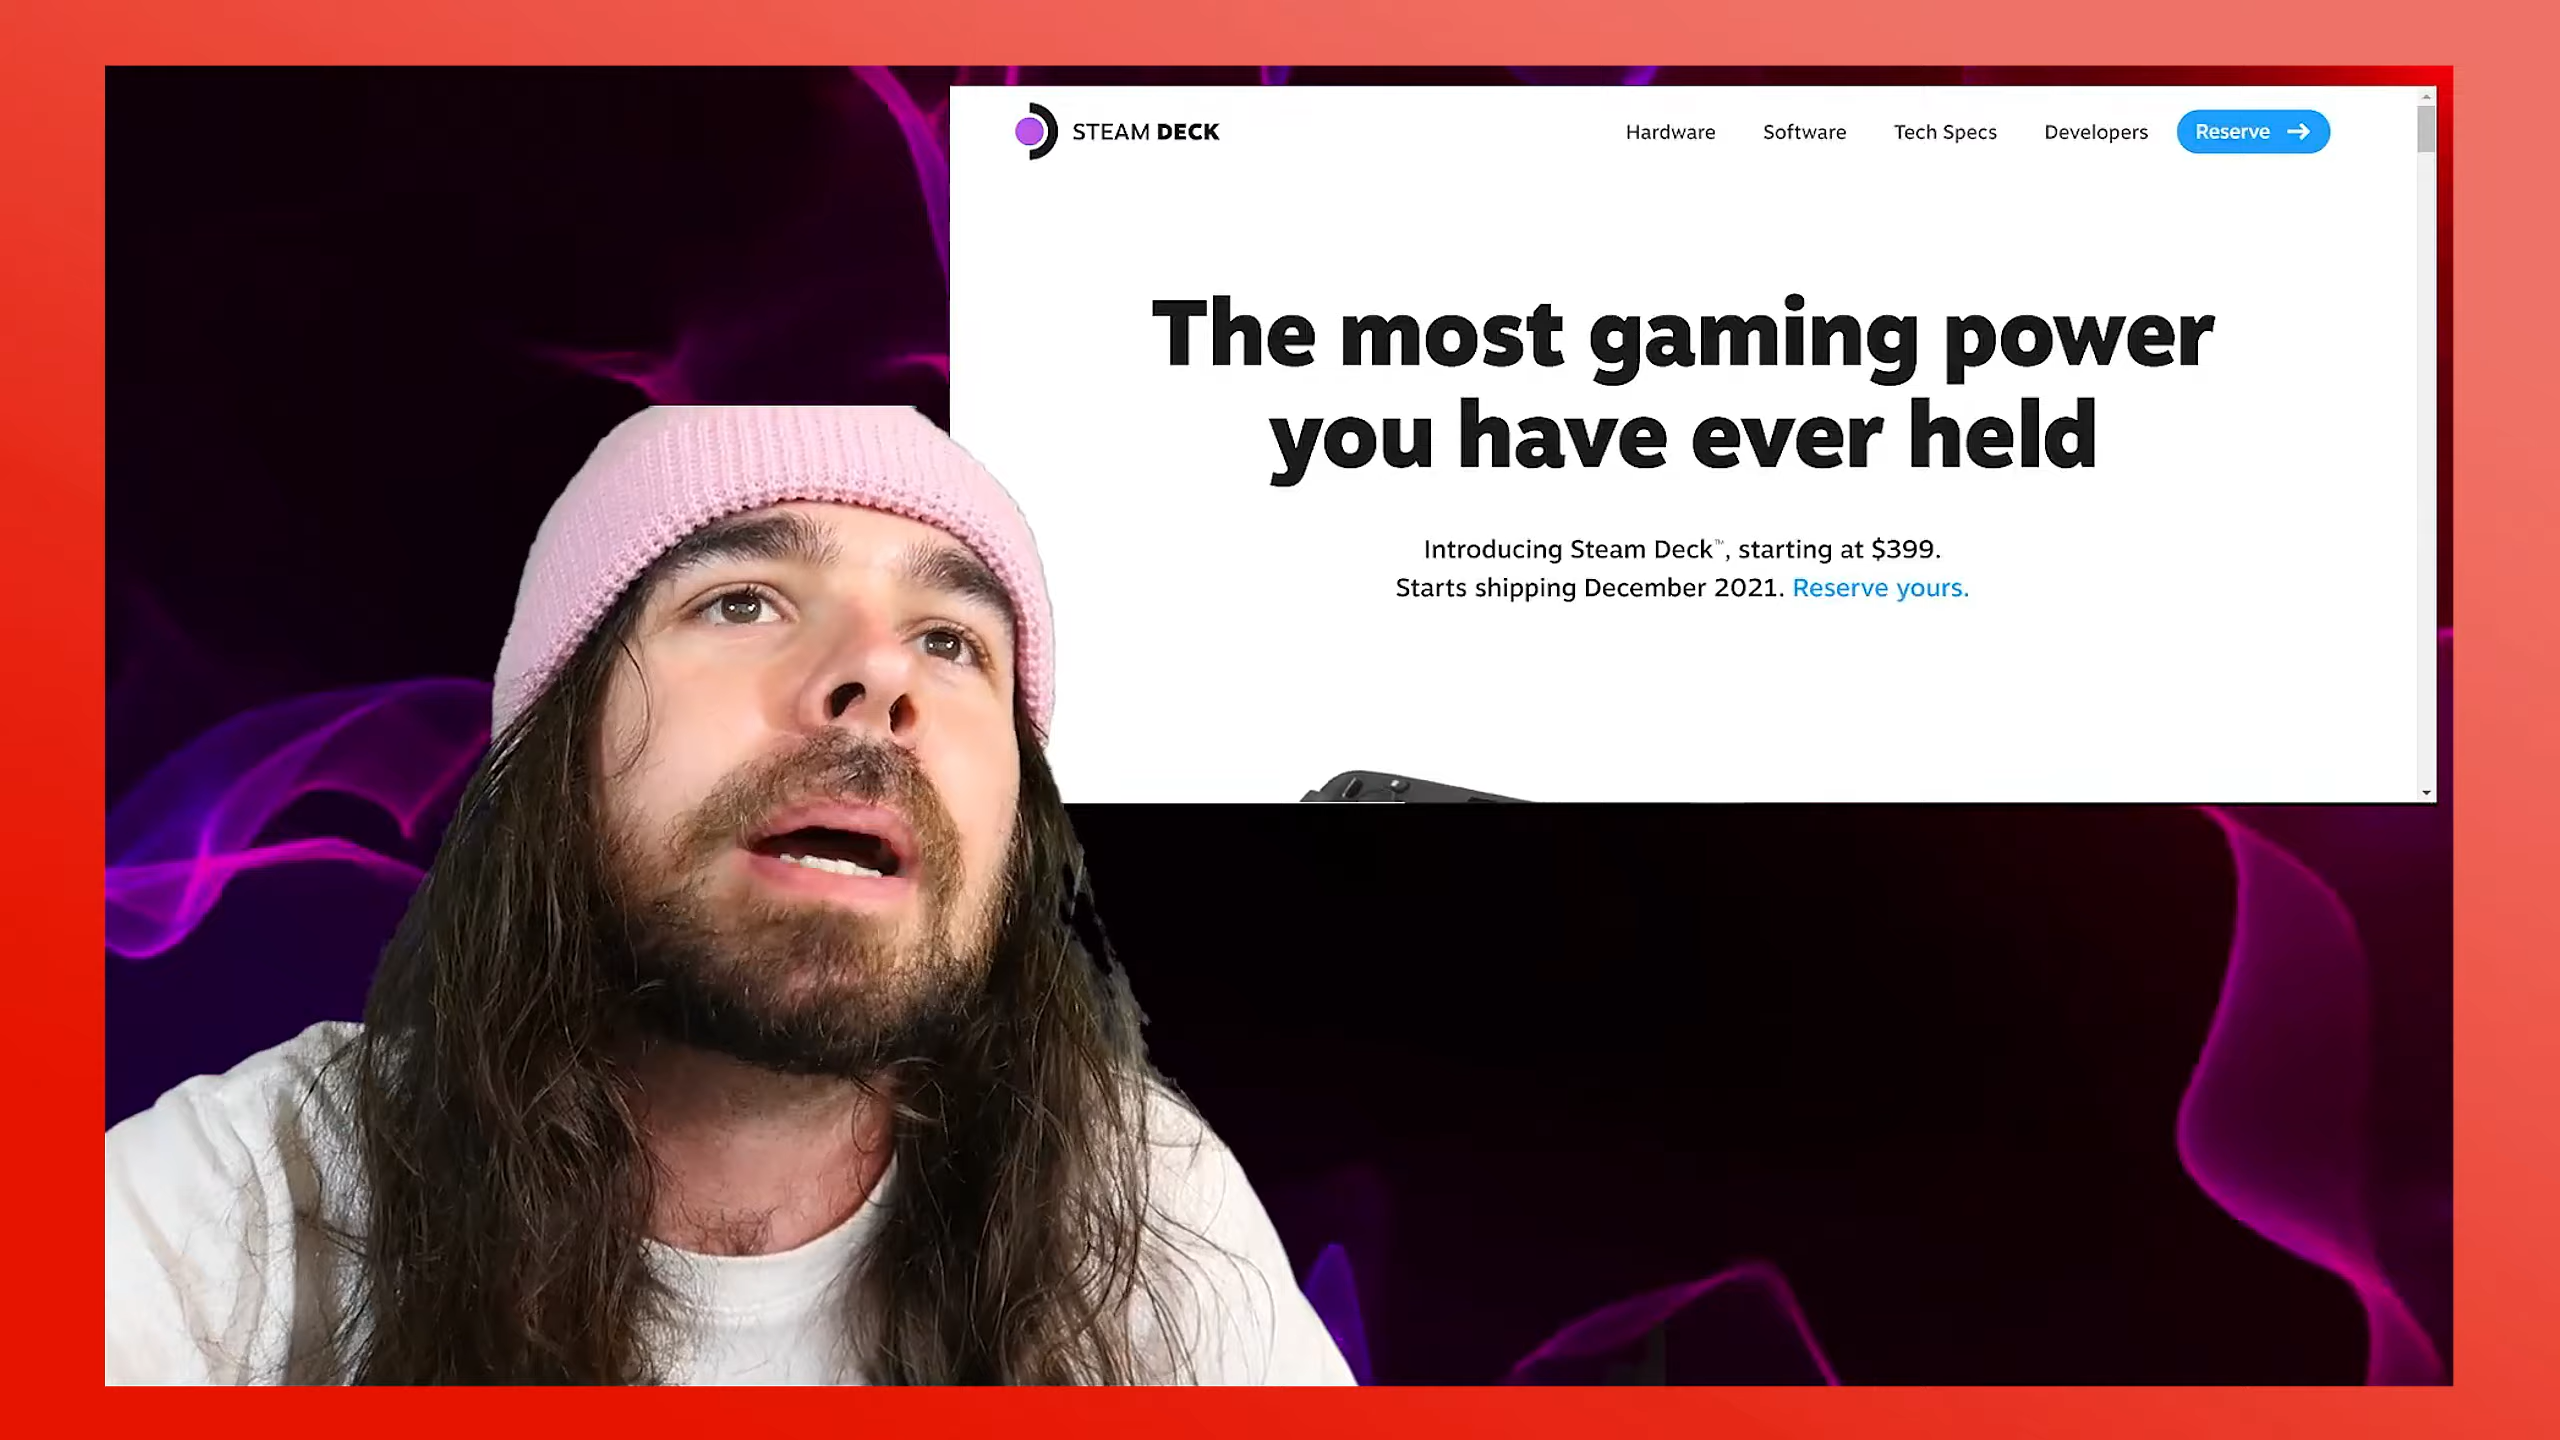 STEAM DECK
Hardware
Software
Tech Specs
Developers
Reserve →
The most gaming power
you have ever held
Introducing Steam Deck™, starting at $399.
Starts shipping December 2021. Reserve yours.